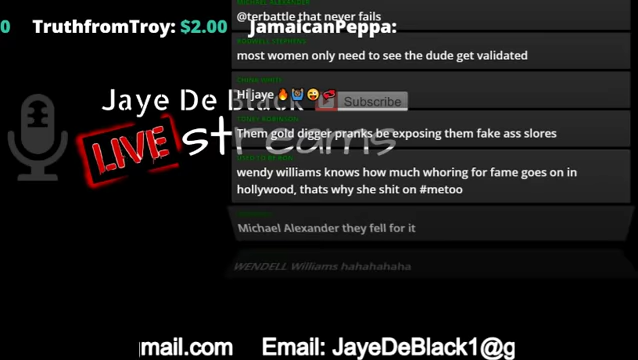 MICHAEL ALEXANDER
@terbattle that never fails
0 TruthfromTroy: $2.00 JamaicanPeppa:
most women only need to see the dude get validated
Hi jaye 🔥🙌🏿😜💋
Jaye De Black
Subscribe
TONEY ROBINSON
Them gold digger pranks be exposing them fake ass slores
LIVE streams
wendy williams knows how much whoring for fame goes on in
hollywood, thats why she shit on #metoo
Michael Alexander they fell for it
WENDELL Williams hahahahaha
mail.com Email: JayeDeBlack1@g